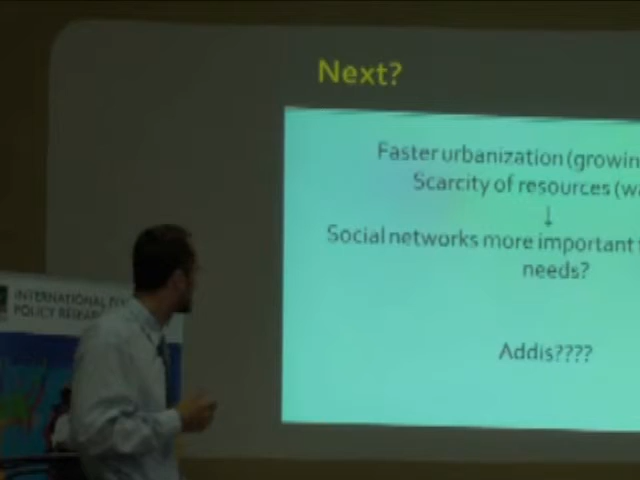 Next?
Faster urbanization (growin
Scarcity of resources (wa
↓
Social networks more important
needs?
Addis????
INTERNATIONAL
POLICY RESEAR